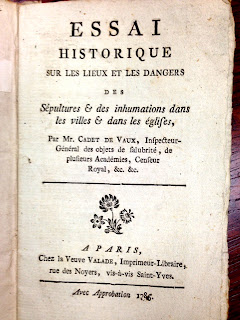 ESSAI
HISTORIQUE
SUR LES LIEUX ET LES DANGERS
DES
Sépultures & des inhumations dans
les villes & dans les églises,
Par Mr. CADET DE VAUX, Inspecteur-
Général des objets de salubrité, de
plusieurs Académies, Censeur
Royal, &c. &c.
A PARIS,
Chez la Veuve VALADE, Imprimeur-Libraire,
rue des Noyers, vis-à-vis Saint-Yves.
Avec Approbation